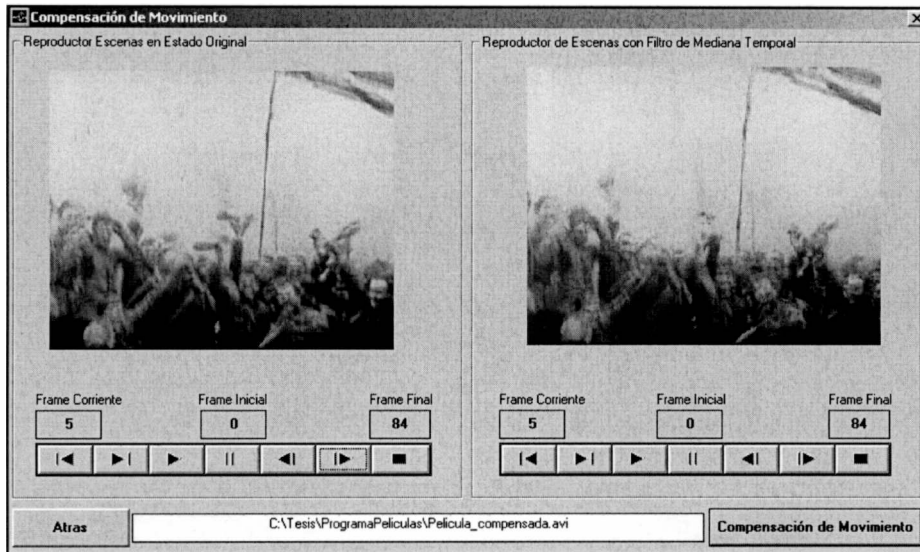 Compensación de Movimiento
Reproductor Escenas en Estado Original
Reproductor de Escenas con Filtro de Mediana Temporal
Frame Corriente Frame Inicial Frame Final
5 0 84
Frame Corriente Frame Inicial Frame Final
5 0 84
Atras
C:\Tesis\ProgramaPeliculas\Pelicula_compensada.avi
Compensación de Movimiento